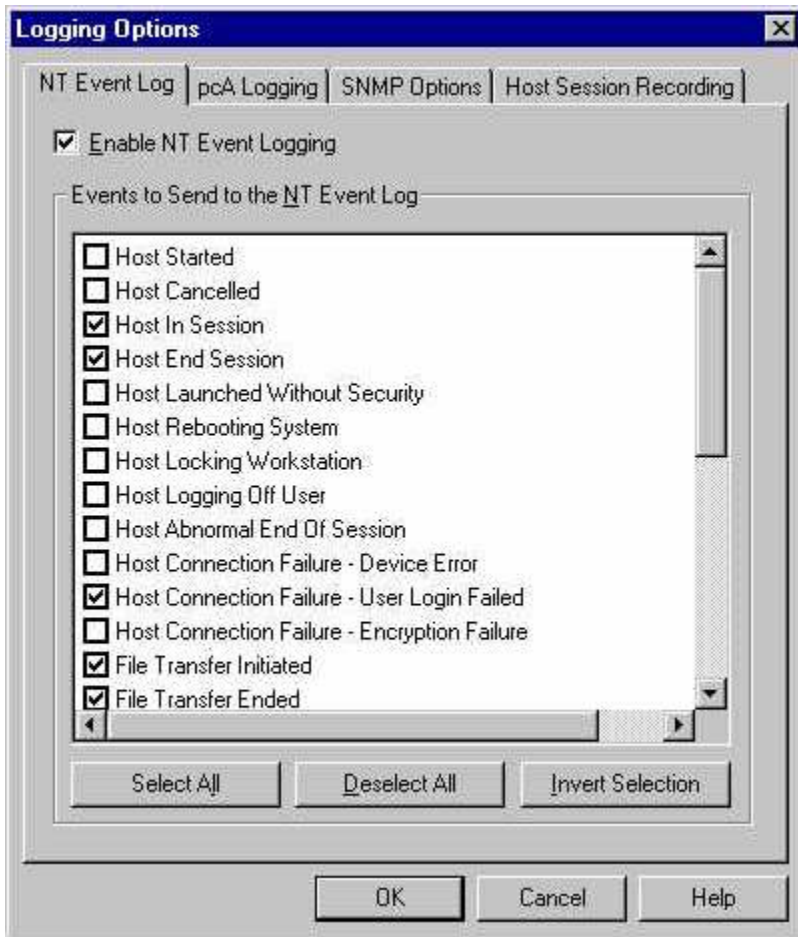 Logging Options
NT Event Log pcA Logging SNMP Options Host Session Recording
Enable NT Event Logging
Events to Send to the NT Event Log
Host Started
Host Cancelled
Host In Session
Host End Session
Host Launched Without Security
Host Rebooting System
Host Locking Workstation
Host Logging Off User
Host Abnormal End Of Session
Host Connection Failure - Device Error
Host Connection Failure - User Login Failed
Host Connection Failure - Encryption Failure
File Transfer Initiated
File Transfer Ended
Select All Deselect All Invert Selection
OK Cancel Help